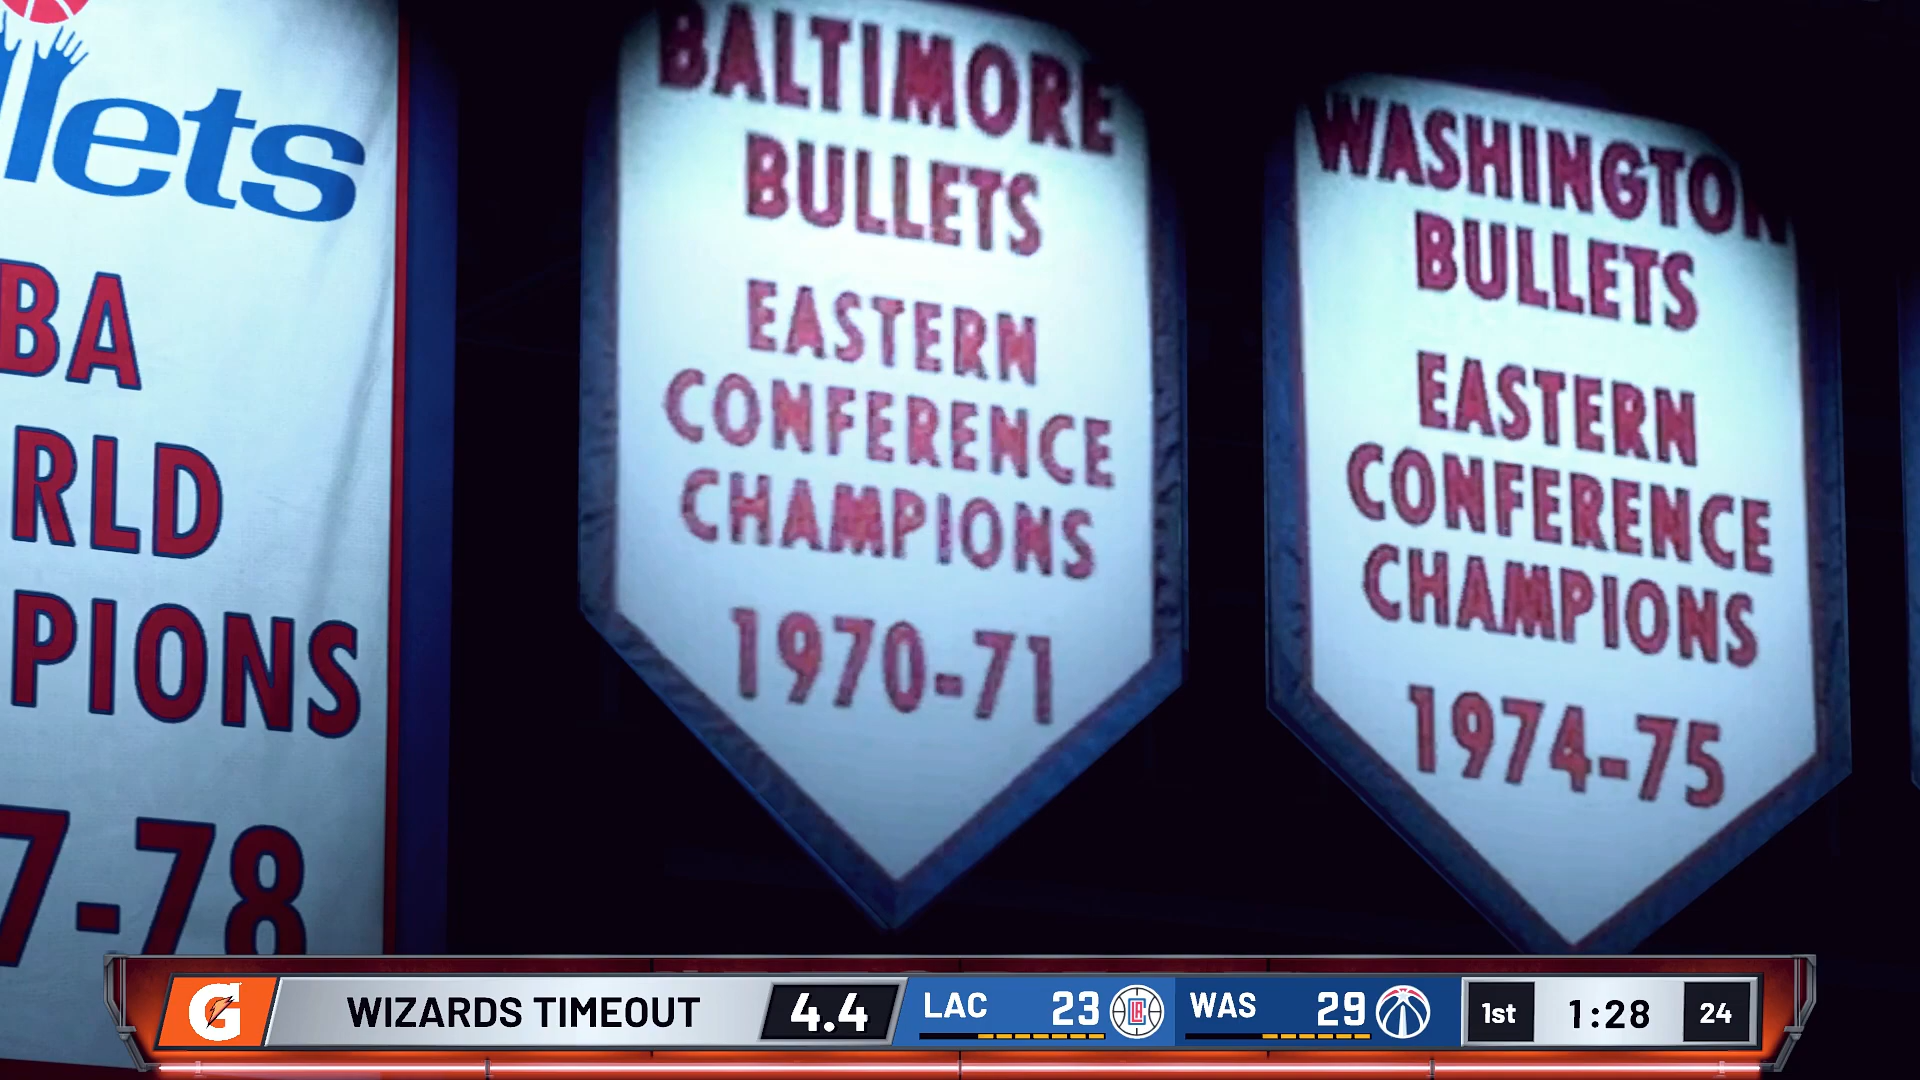 lets
BA
RLD
PIONS
7-78
BALTIMORE
BULLETS
EASTERN
CONFERENCE
CHAMPIONS
1970-71
WASHINGTON
BULLETS
EASTERN
CONFERENCE
CHAMPIONS
1974-75
G WIZARDS TIMEOUT 4.4 LAC 23 WAS 29 1st 1:28 24